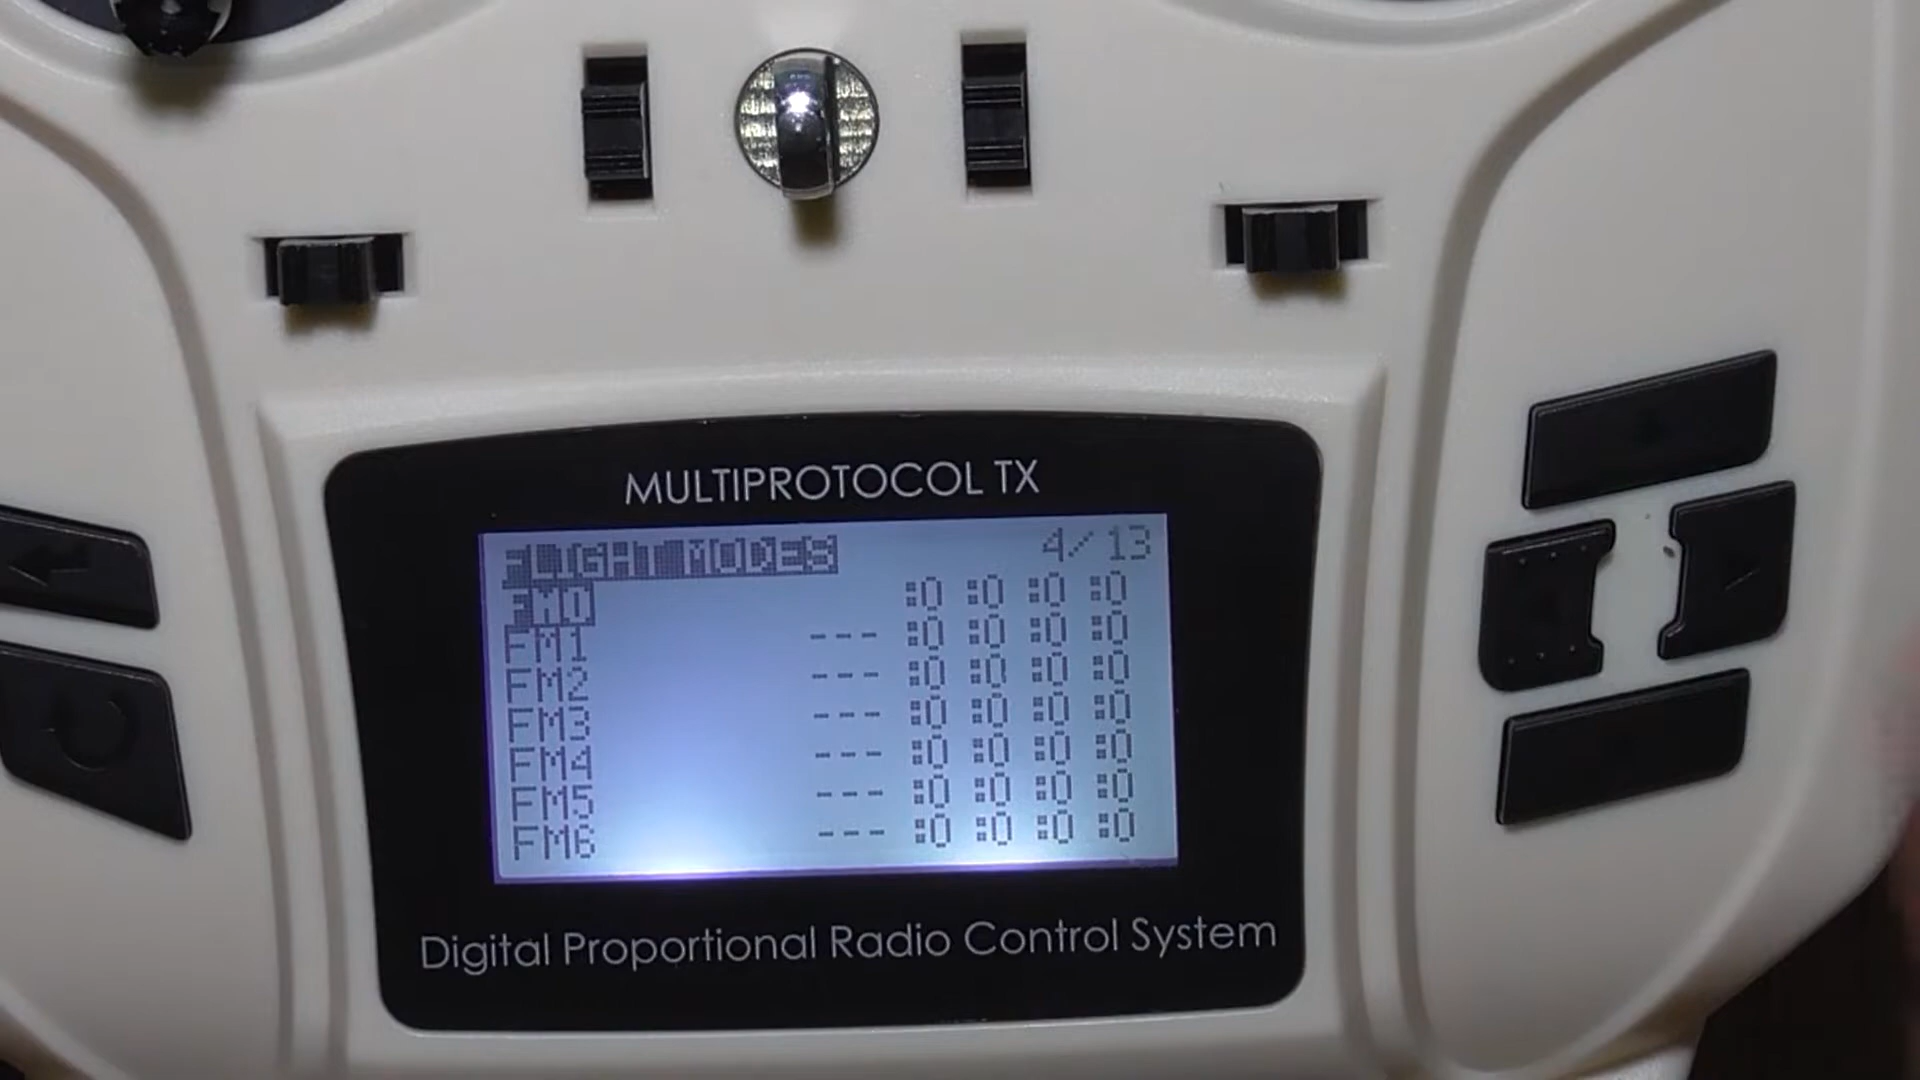 MULTIPROTOCOL TX
FLIGHT MODES 4/13
FM0 :0 :0 :0 :0
FM1 --- :0 :0 :0 :0
FM2 --- :0 :0 :0 :0
FM3 --- :0 :0 :0 :0
FM4 --- :0 :0 :0 :0
FM5 --- :0 :0 :0 :0
FM6 --- :0 :0 :0 :0
Digital Proportional Radio Control System